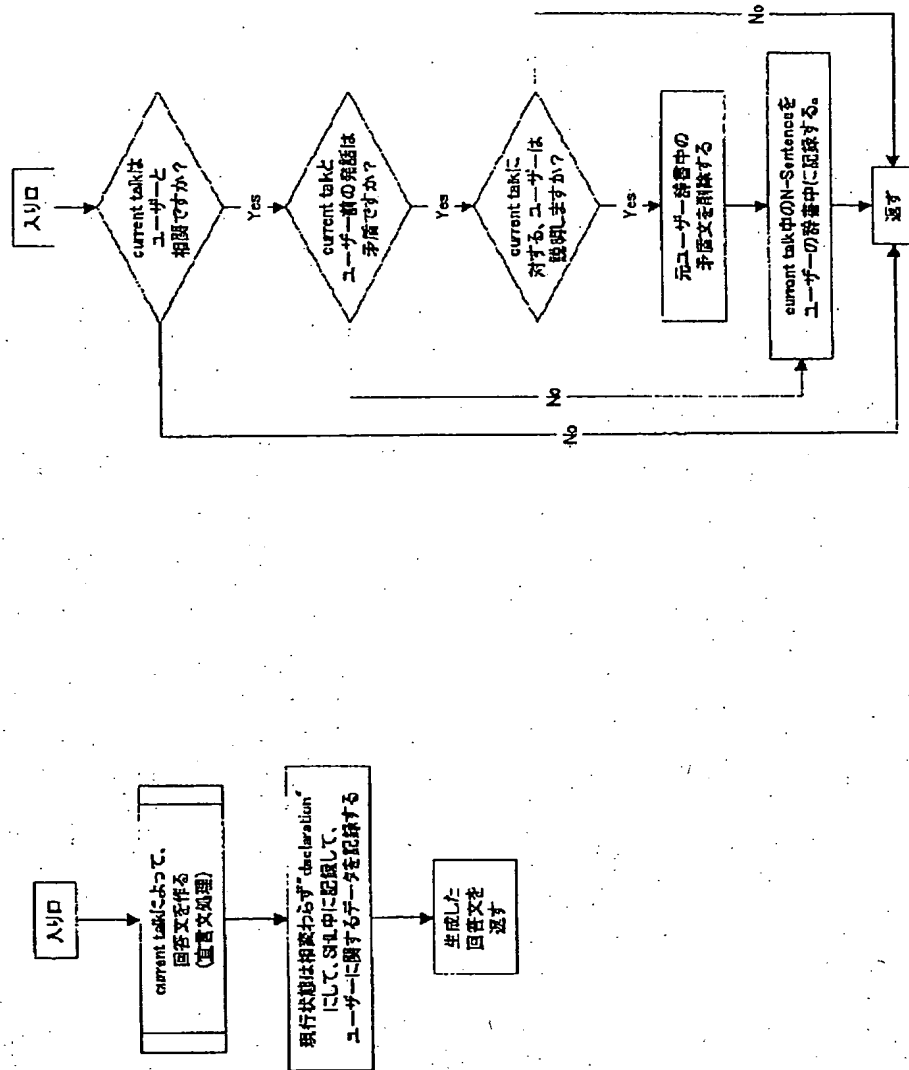 入り口
current talkによって、
回答文を作る
(宣言文処理)
現行状態は相変わらず"declaration"
にして、SHL中に記録して、
ユーザーに関するデータを記録する
生成した
回答文を
返す
入り口
current talkは
ユーザーと
相関ですか？
Yes
current talkと
ユーザー前の発話は
矛盾ですか？
Yes
current talkに
対する、ユーザーは
説明しますか？
Yes
元ユーザー辞書中の
矛盾文を削除する
current talk中のN-Sentenceを
ユーザーの辞書中に記録する。
返す
No
No
No